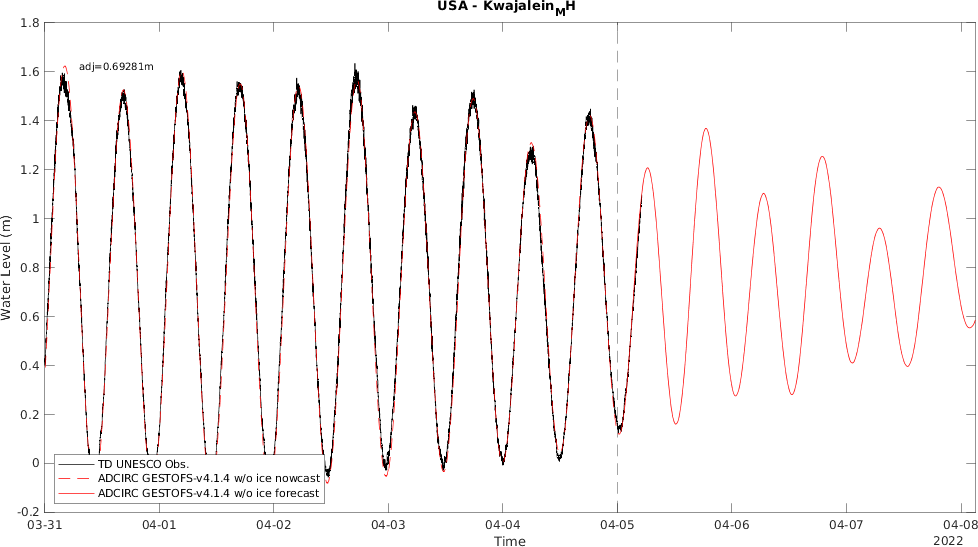 USA - Kwajalein_MH
1.8
1.6
1.4
1.2
1
0.8
0.6
0.4
0.2
0
-0.2
Water Level (m)
adj=0.69281m
TD UNESCO Obs.
ADCIRC GESTOFS-v4.1.4 w/o ice nowcast
ADCIRC GESTOFS-v4.1.4 w/o ice forecast
03-31 04-01 04-02 04-03 04-04 04-05 04-06 04-07 04-08
Time 2022